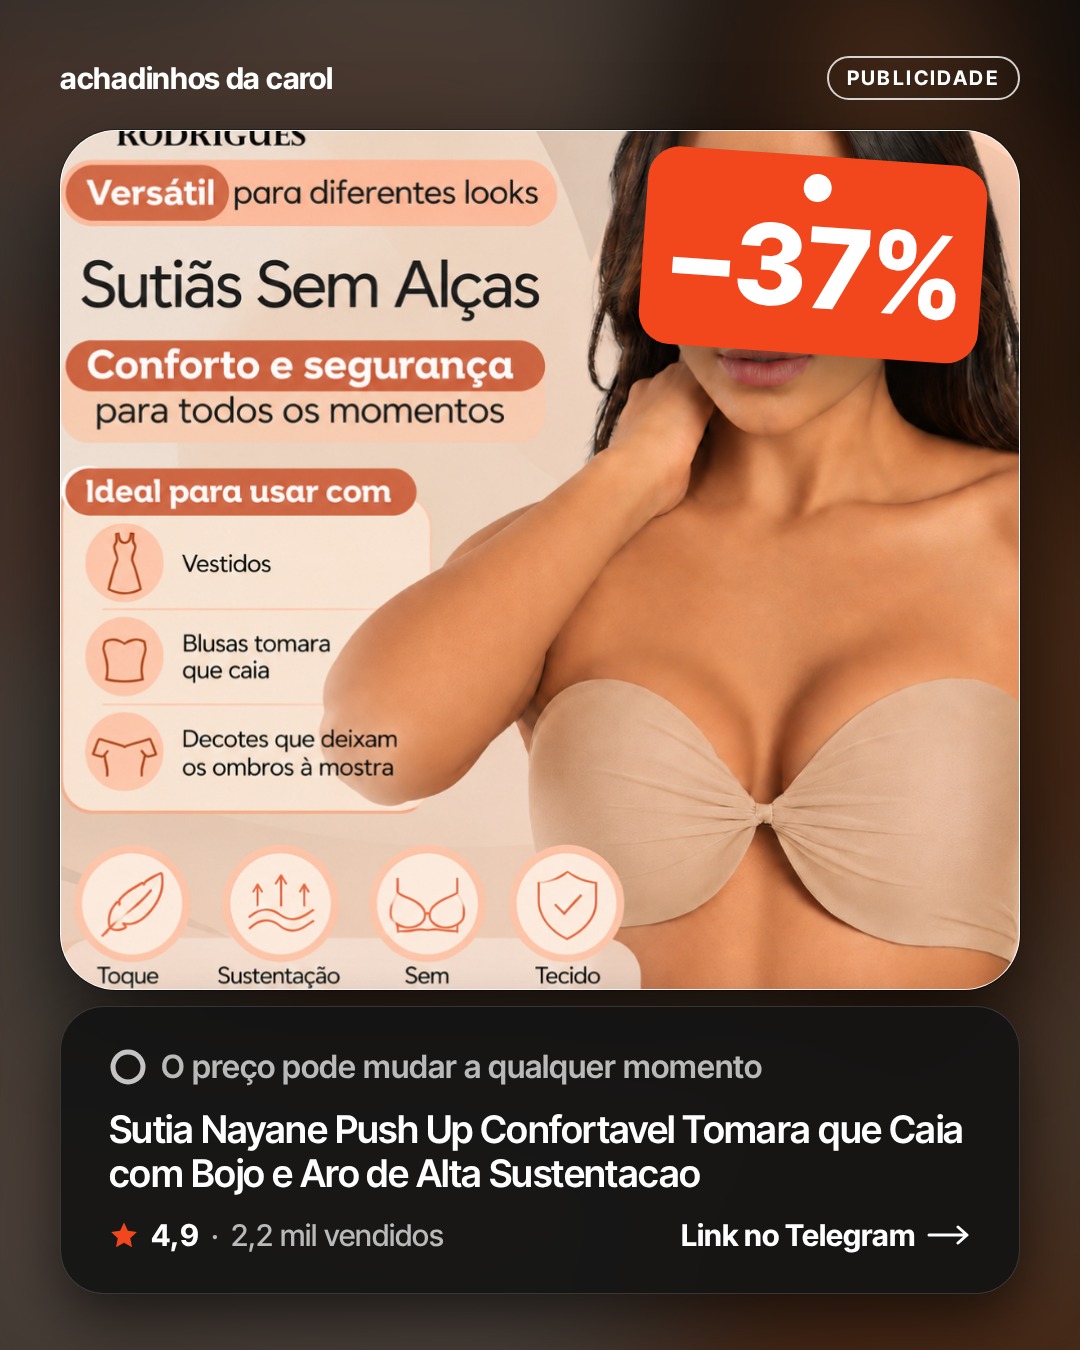 achadinhos da carol
PUBLICIDADE
RODRIGUES
Versátil para diferentes looks
-37%
Sutiãs Sem Alças
Conforto e segurança
para todos os momentos
Ideal para usar com
Vestidos
Blusas tomara
que caia
Decotes que deixam
os ombros à mostra
Toque
Sustentação
Sem
Tecido
O preço pode mudar a qualquer momento
Sutia Nayane Push Up Confortavel Tomara que Caia
com Bojo e Aro de Alta Sustentacao
4,9 · 2,2 mil vendidos
Link no Telegram →